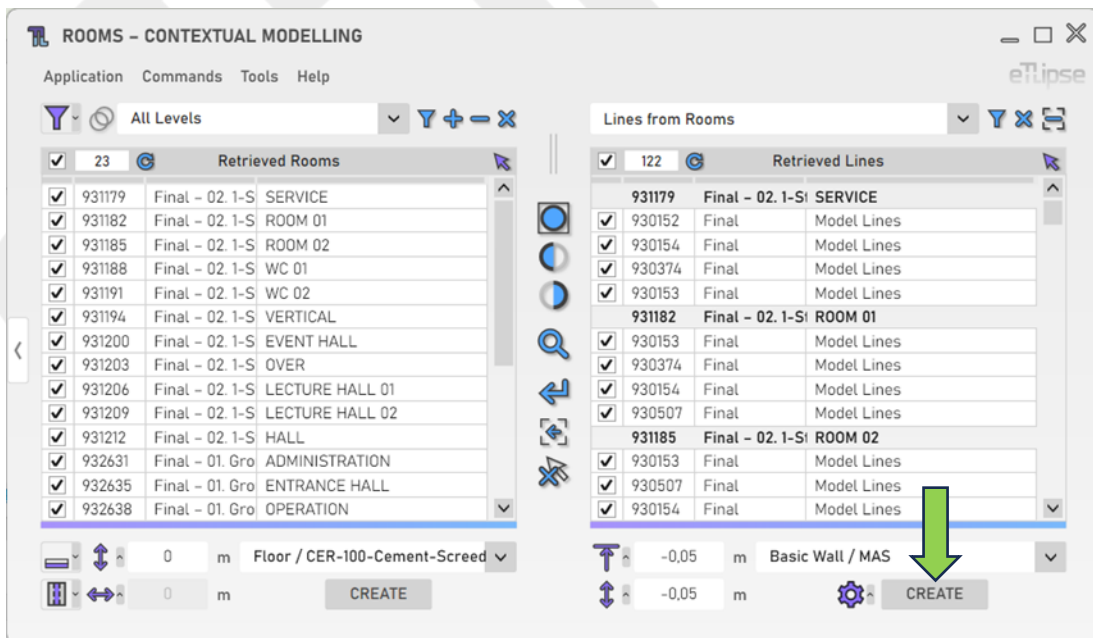 ROOMS – CONTEXTUAL MODELLING
Application Commands Tools Help
eTLipse
All Levels
Lines from Rooms
23 Retrieved Rooms
122 Retrieved Lines
931179 Final – 02. 1-S SERVICE
931182 Final – 02. 1-S ROOM 01
931185 Final – 02. 1-S ROOM 02
931188 Final – 02. 1-S WC 01
931191 Final – 02. 1-S WC 02
931194 Final – 02. 1-S VERTICAL
931200 Final – 02. 1-S EVENT HALL
931203 Final – 02. 1-S OVER
931206 Final – 02. 1-S LECTURE HALL 01
931209 Final – 02. 1-S LECTURE HALL 02
931212 Final – 02. 1-S HALL
932631 Final – 01. Gro ADMINISTRATION
932635 Final – 01. Gro ENTRANCE HALL
932638 Final – 01. Gro OPERATION
931179 Final – 02. 1-St SERVICE
930152 Final Model Lines
930154 Final Model Lines
930374 Final Model Lines
930153 Final Model Lines
931182 Final – 02. 1-St ROOM 01
930153 Final Model Lines
930374 Final Model Lines
930154 Final Model Lines
930507 Final Model Lines
931185 Final – 02. 1-St ROOM 02
930153 Final Model Lines
930507 Final Model Lines
930154 Final Model Lines
0 m Floor / CER-100-Cement-Screed
0 m CREATE
-0,05 m Basic Wall / MAS
-0,05 m CREATE